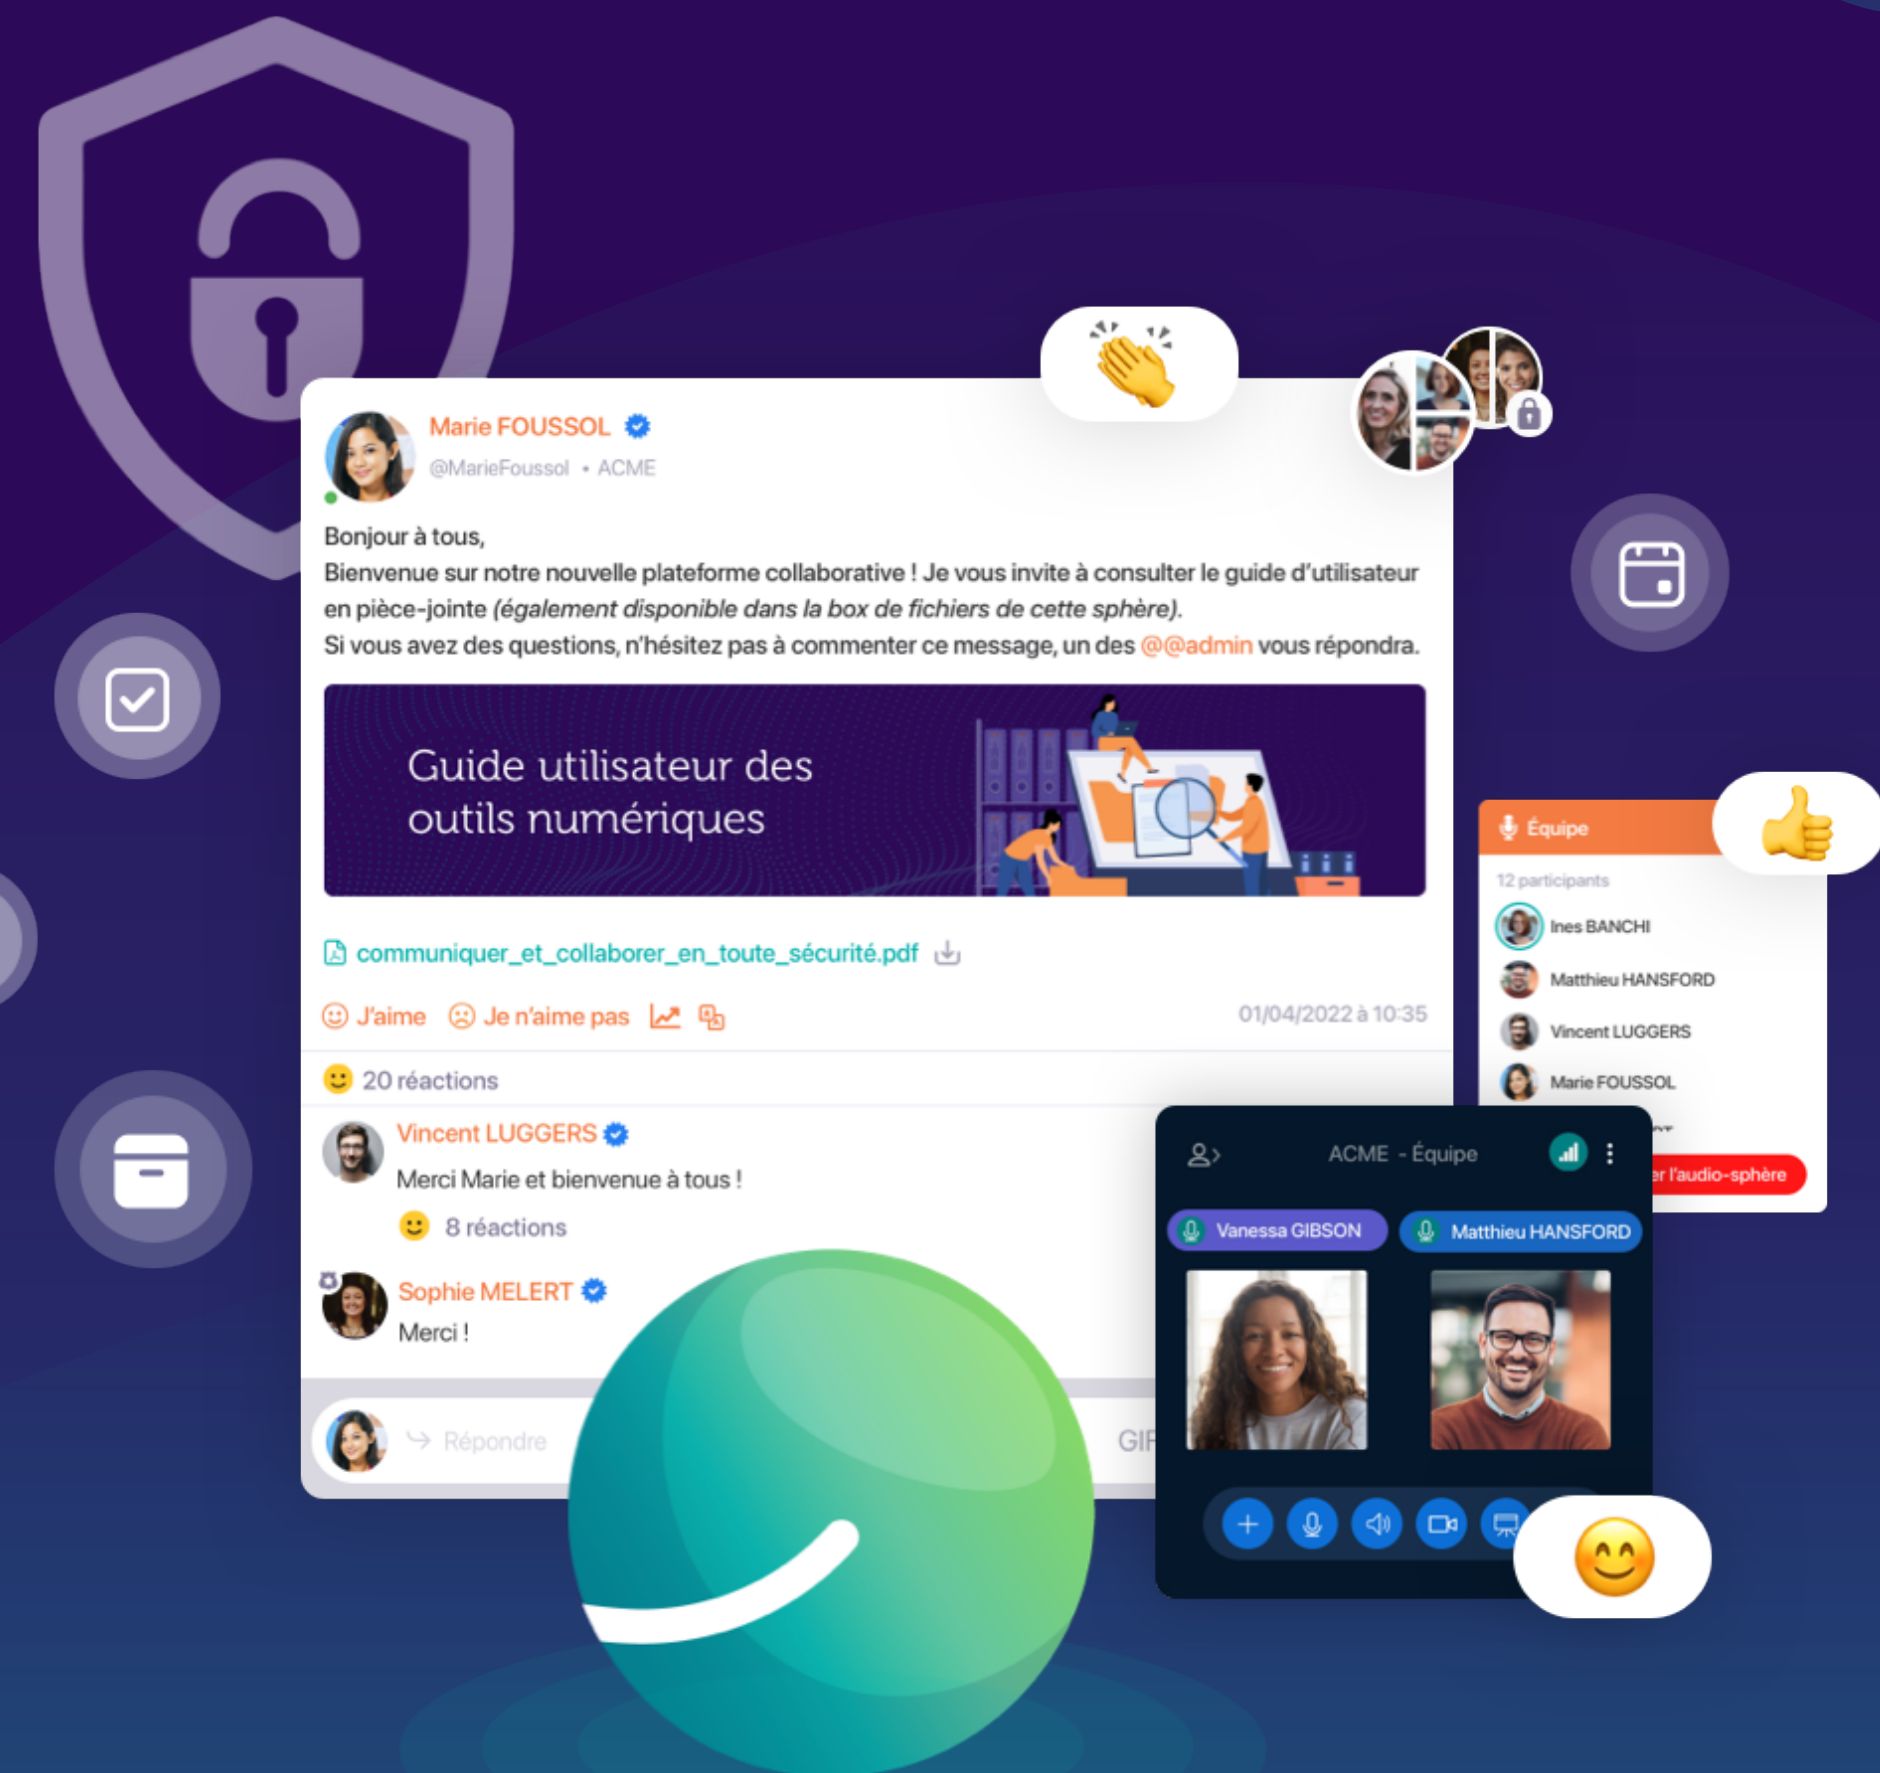 Marie FOUSSOL
@MarieFoussol • ACME
Bonjour à tous,
Bienvenue sur notre nouvelle plateforme collaborative ! Je vous invite à consulter le guide d'utilisateur
en pièce-jointe (également disponible dans la box de fichiers de cette sphère).
Si vous avez des questions, n'hésitez pas à commenter ce message, un des @@admin vous répondra.
Guide utilisateur des
outils numériques
communiquer_et_collaborer_en_toute_sécurité.pdf
J'aime Je n'aime pas
01/04/2022 à 10:35
20 réactions
Vincent LUGGERS
Merci Marie et bienvenue à tous !
8 réactions
Sophie MELERT
Merci !
Répondre
Équipe
12 participants
Ines BANCHI
Matthieu HANSFORD
Vincent LUGGERS
Marie FOUSSOL
er l'audio-sphère
ACME - Équipe
Vanessa GIBSON
Matthieu HANSFORD